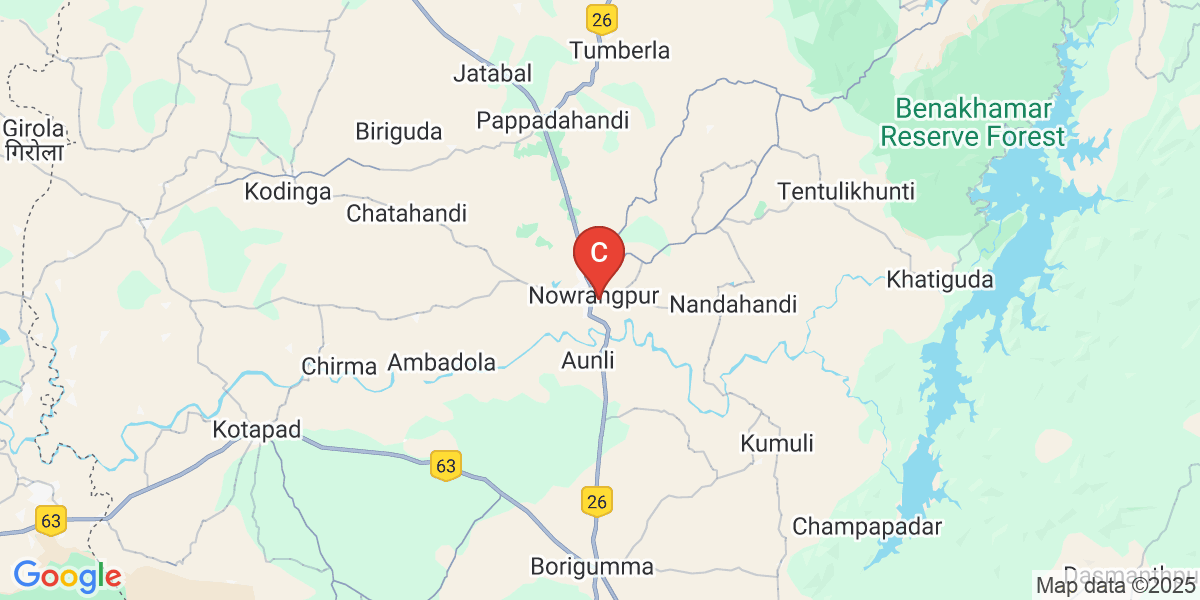 26
Tumberla
Jatabal
Benakhamar
Reserve Forest
Pappadahandi
Girola
गिरोला
Biriguda
Kodinga
Tentulikhunti
Chatahandi
C
Khatiguda
Nowrangpur
Nandahandi
Aunli
Chirma
Ambadola
Kotapad
Kumuli
63
26
63
Champapadar
Borigumma
Google
Dasmanthpu
Map data ©2025